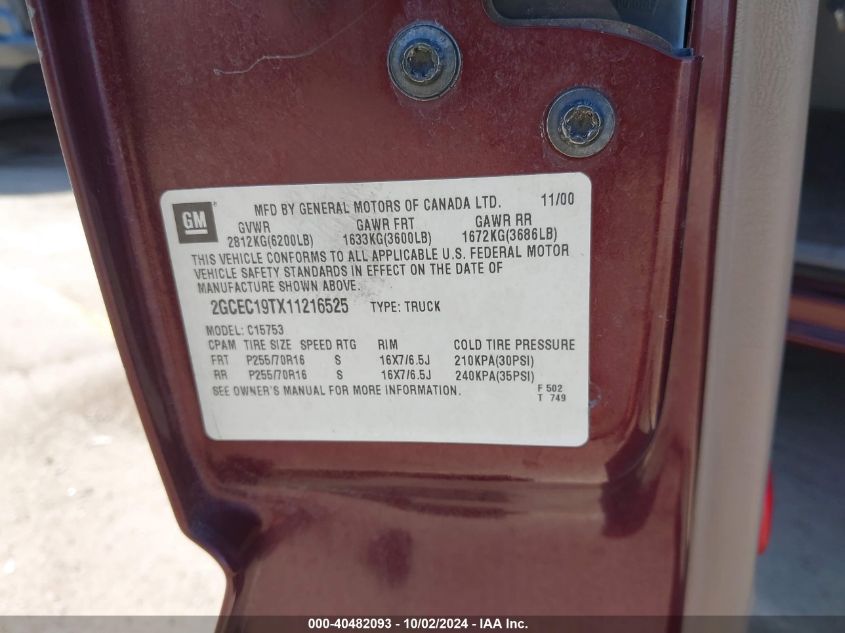 GM
MFD BY GENERAL MOTORS OF CANADA LTD. 11/00
GVWR GAWR FRT GAWR RR
2812KG(6200LB) 1633KG(3600LB) 1672KG(3686LB)
THIS VEHICLE CONFORMS TO ALL APPLICABLE U.S. FEDERAL MOTOR
VEHICLE SAFETY STANDARDS IN EFFECT ON THE DATE OF
MANUFACTURE SHOWN ABOVE.
2GCEC19TX11216525 TYPE: TRUCK
MODEL: C15753
CPAM TIRE SIZE SPEED RTG RIM COLD TIRE PRESSURE
FRT P255/70R16 S 16X7/6.5J 210KPA(30PSI)
RR P255/70R16 S 16X7/6.5J 240KPA(35PSI)
SEE OWNER'S MANUAL FOR MORE INFORMATION. F 502
T 749
000-40482093 - 10/02/2024 - IAA Inc.